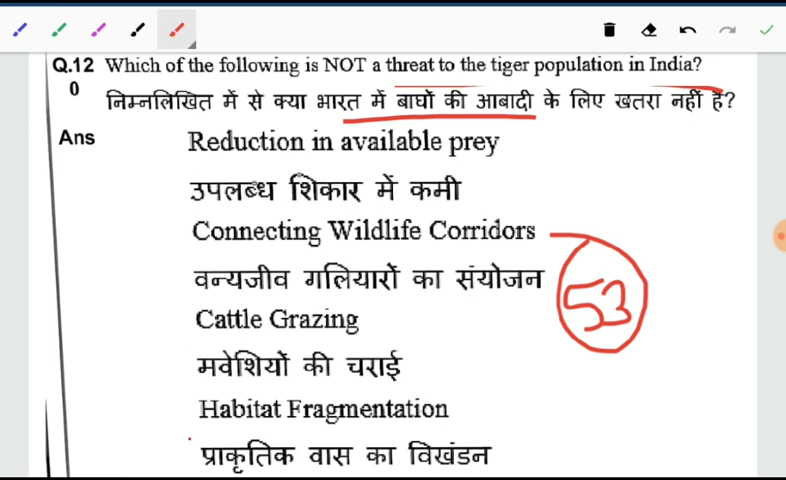 Q.12 Which of the following is NOT a threat to the tiger population in India?
0
निम्नलिखित में से क्या भारत में बाघों की आबादी के लिए खतरा नहीं है?
Ans Reduction in available prey
उपलब्ध शिकार में कमी
Connecting Wildlife Corridors
वन्यजीव गलियारों का संयोजन
53
Cattle Grazing
मवेशियों की चराई
Habitat Fragmentation
प्राकृतिक वास का विखंडन